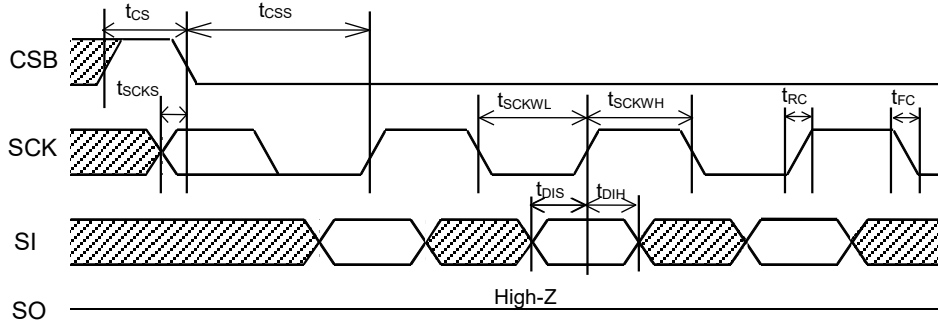 tCS
tCSS
CSB
tSCKS
tSCKWL
tSCKWH
tRC
tFC
SCK
tDIS
tDIH
SI
High-Z
SO